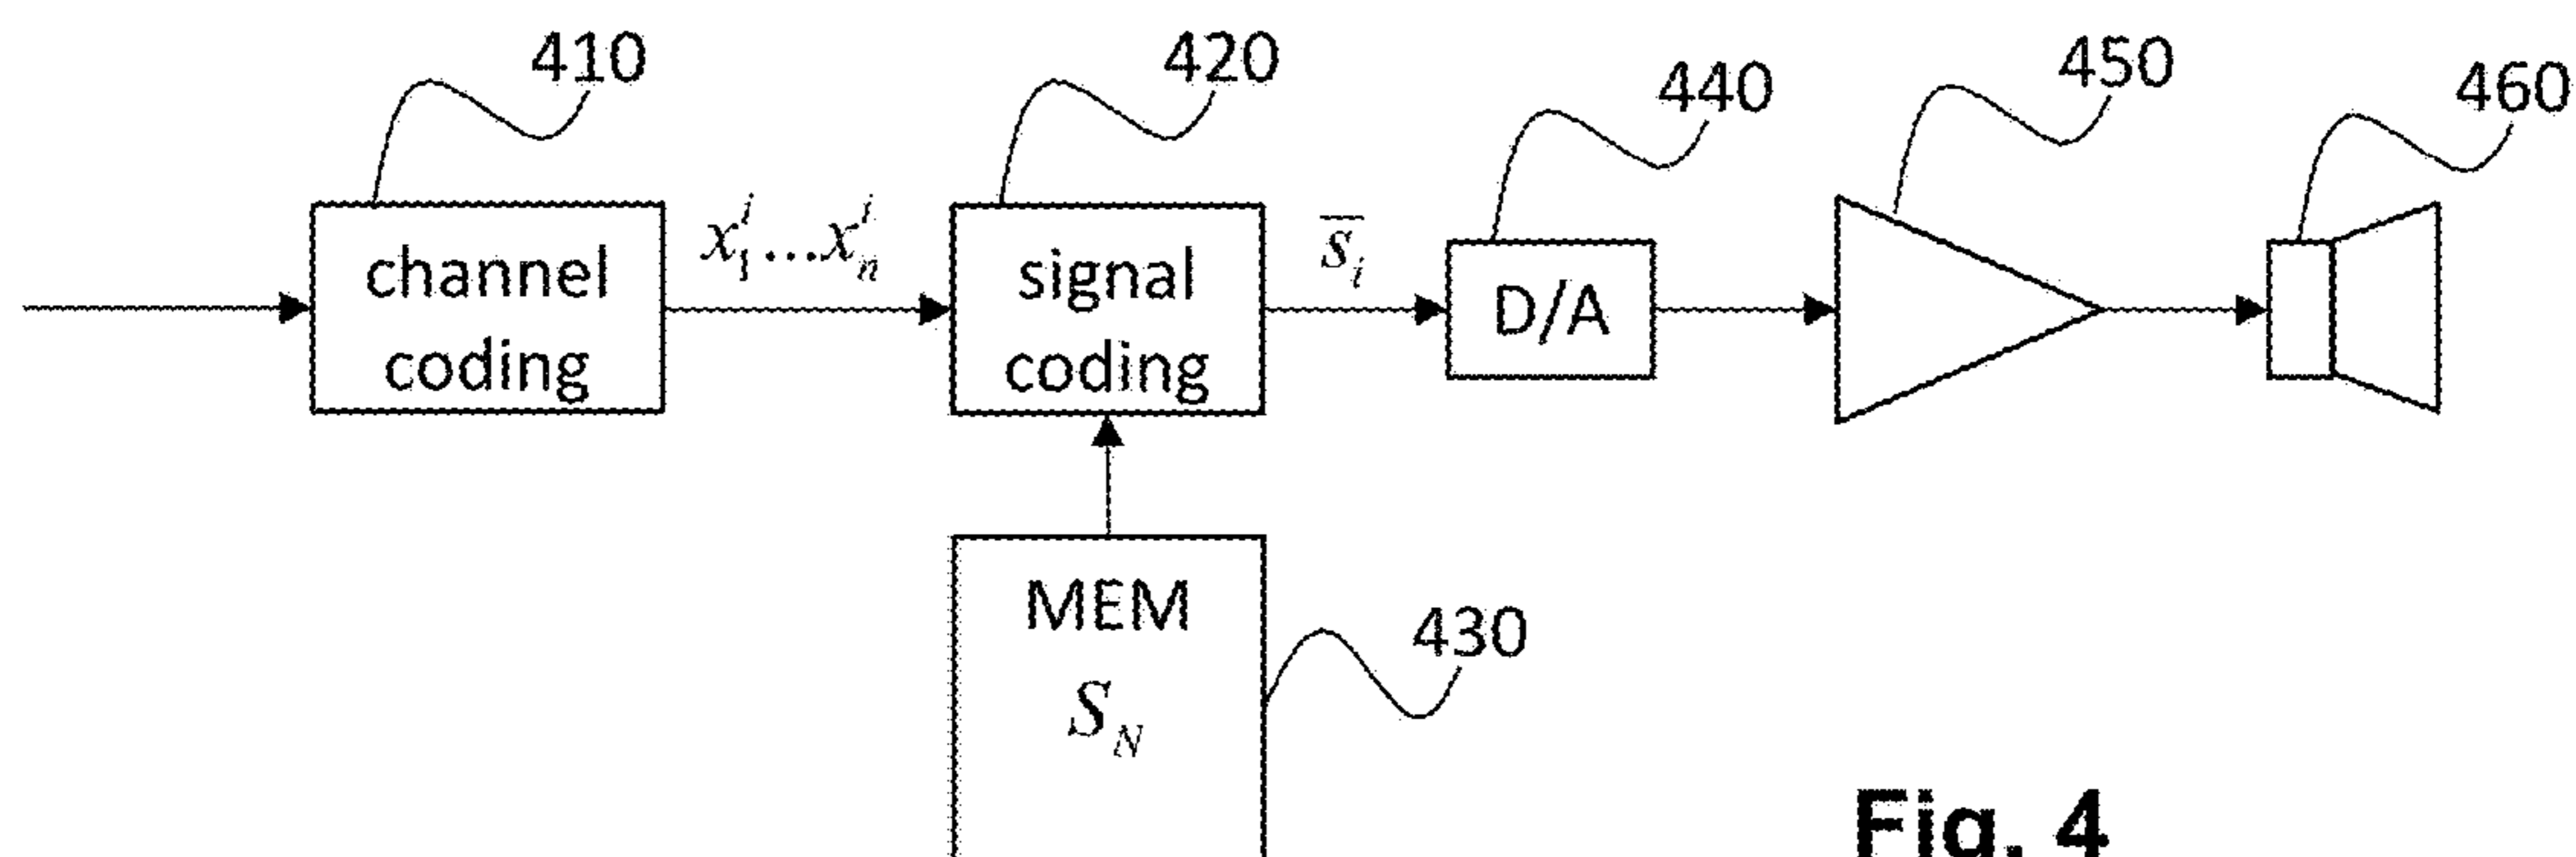 410
420
440
450
460
channel
coding
x₁ⁱ...xₙⁱ
signal
coding
s̅ᵢ
D/A
MEM
S_N
430
Fig. 4